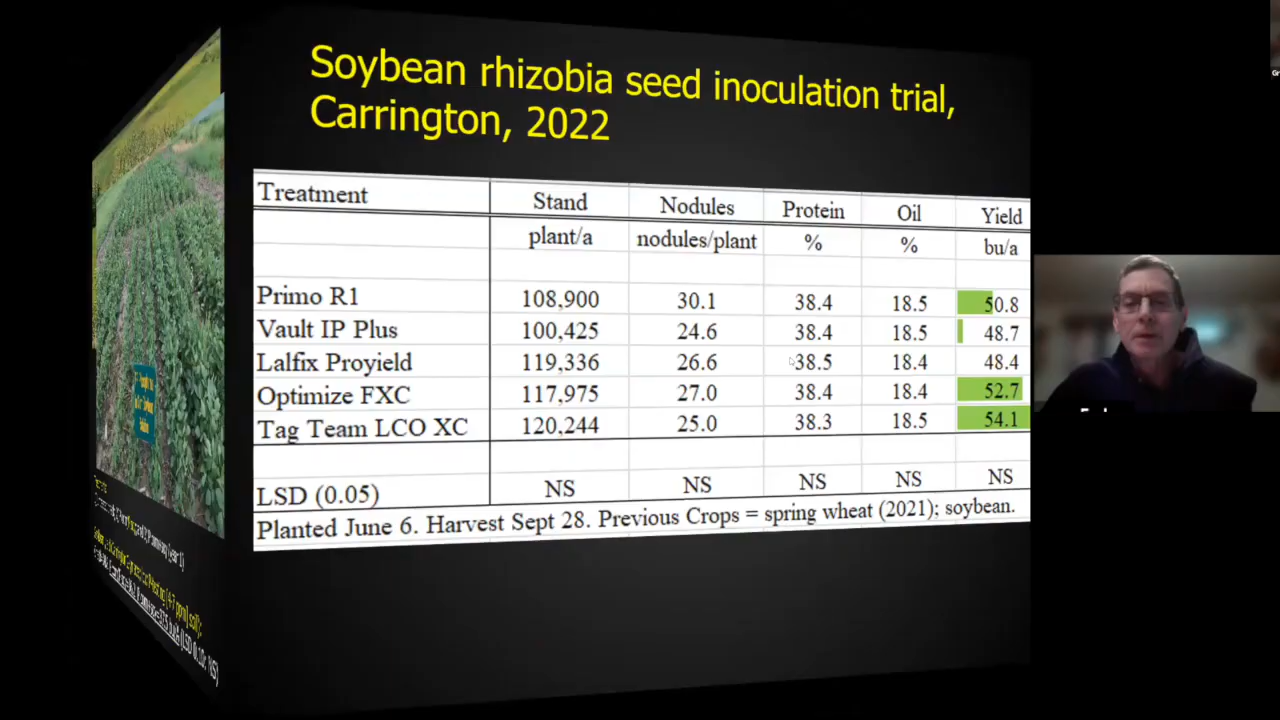 Soybean rhizobia seed inoculation trial,
Carrington, 2022
Treatment Stand Nodules Protein Oil Yield
plant/a nodules/plant % % bu/a
Primo R1 108,900 30.1 38.4 18.5 50.8
Vault IP Plus 100,425 24.6 38.4 18.5 48.7
Lalfix Proyield 119,336 26.6 38.5 18.4 48.4
Optimize FXC 117,975 27.0 38.4 18.4 52.7
Tag Team LCO XC 120,244 25.0 38.3 18.5 54.1
LSD (0.05) NS NS NS NS NS
Planted June 6. Harvest Sept 28. Previous Crops = spring wheat (2021); soybean.